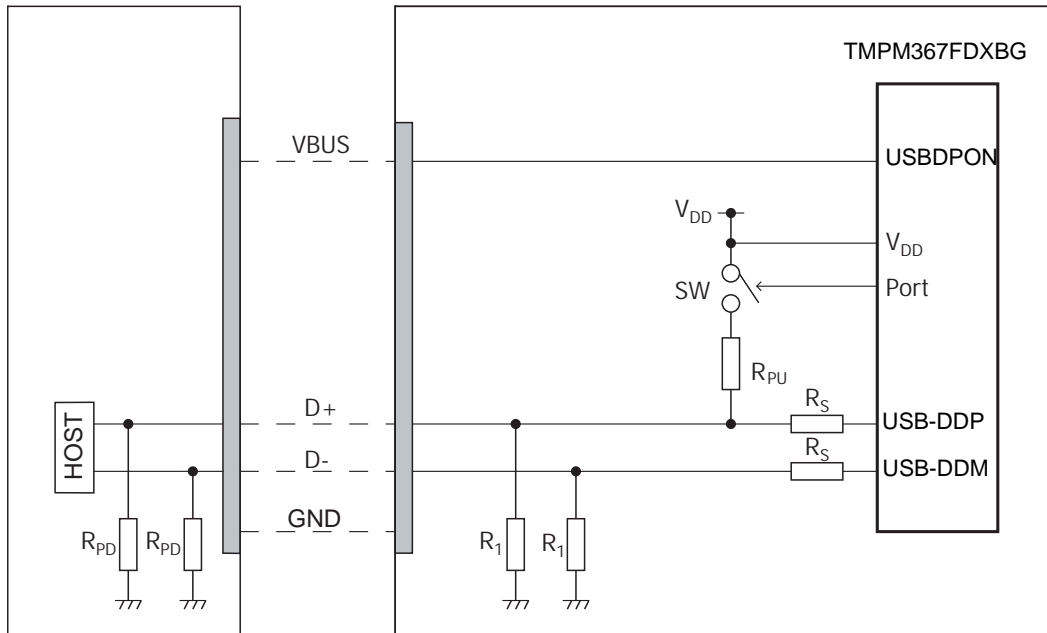 TMPM367FDXBG
VBUS
USBDPON
VDD
VDD
SW
Port
RPU
HOST
D+
RS
USB-DDP
D-
RS
USB-DDM
GND
RPD
RPD
R1
R1